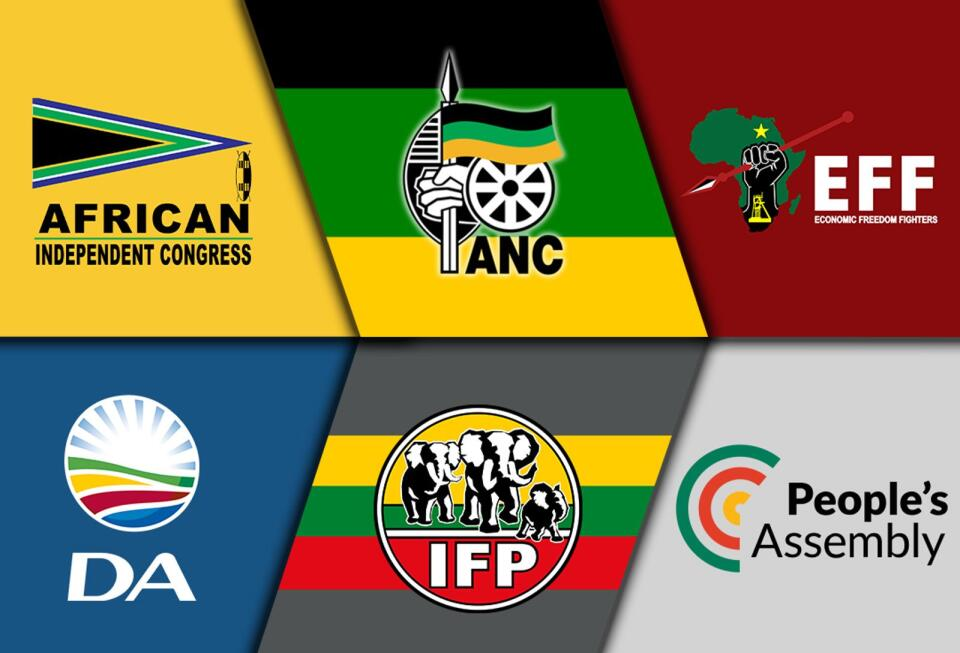 AFRICAN
INDEPENDENT CONGRESS
ANC
EFF
ECONOMIC FREEDOM FIGHTERS
DA
IFP
People's
Assembly